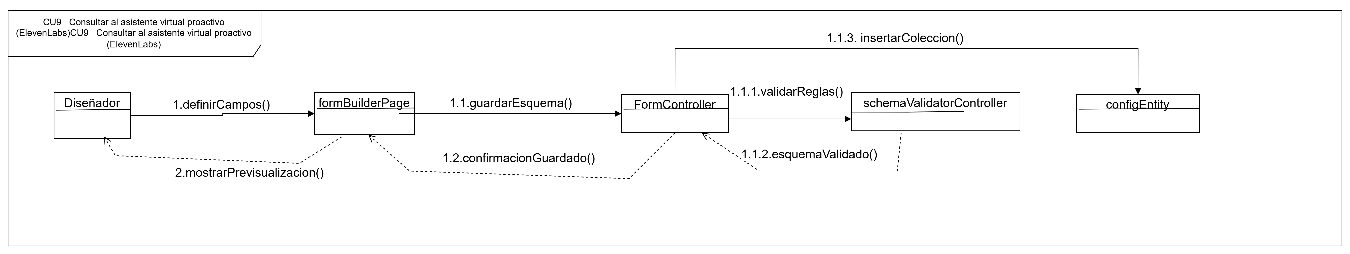 CU9 Consultar al asistente virtual proactivo
(ElevenLabs)CU9 Consultar al asistente virtual proactivo
(ElevenLabs)
1.1.3. insertarColeccion()
Diseñador
1.definirCampos()
formBuilderPage
1.1.guardarEsquema()
FormController
1.1.1.validarReglas()
schemaValidatorController
configEntity
2.mostrarPrevisualizacion()
1.2.confirmacionGuardado()
1.1.2.esquemaValidado()